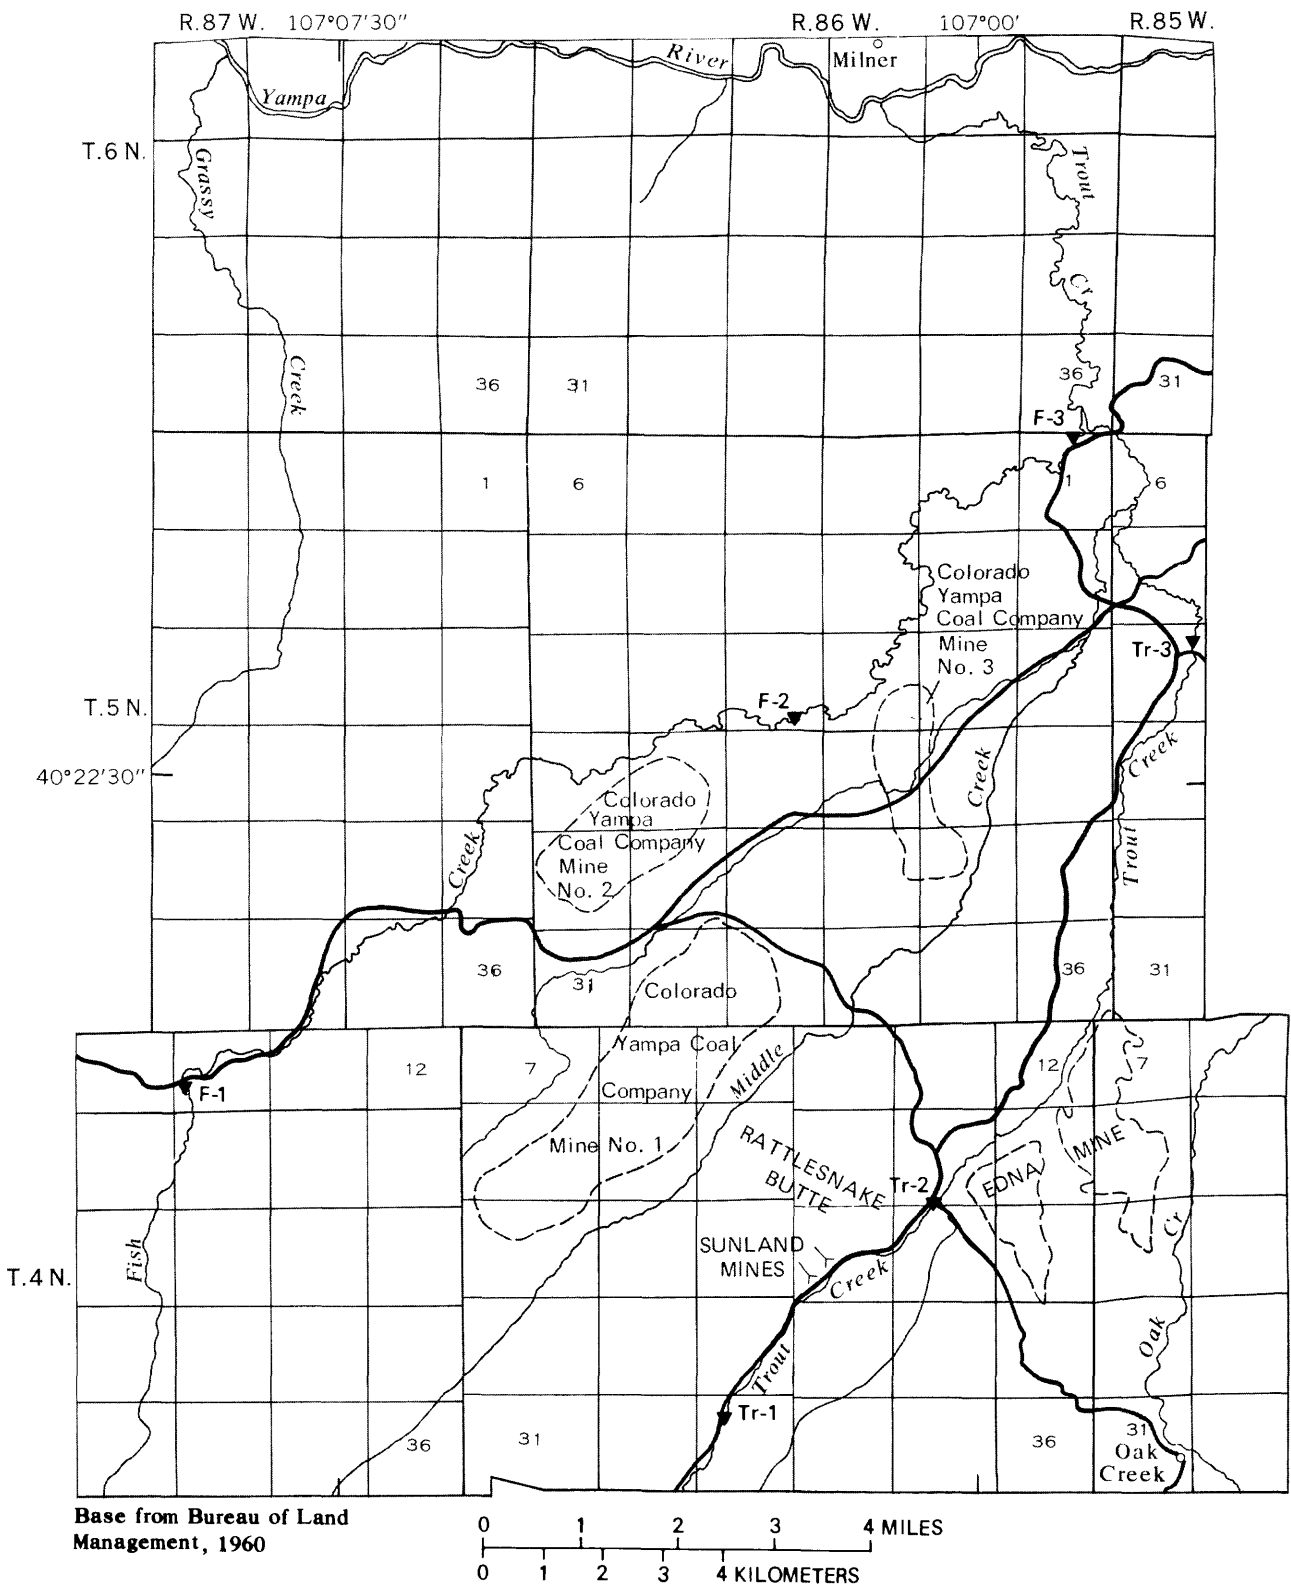 R.87 W. 107°07'30" R.86 W. 107°00' R.85 W.
River
Milner
Yampa
T.6 N.
Grassy
Trout
Cr
Creek
36 31 36 31
F-3
1 6 1 6
Colorado
Yampa
Coal Company
Mine
No. 3
Tr-3
T.5 N.
F-2
Creek
Creek
40°22'30"
Colorado
Yampa
Coal Company
Mine
No. 2
Creek
Trout
36 31 36 31
Colorado
Yampa Coal
Company
Mine No. 1
Middle
12 7 12 7
F-1
RATTLESNAKE
BUTTE
MINE
EDNA
Tr-2
Cr
SUNLAND
MINES
Creek
Fish
T.4 N.
Oak
Trout
Tr-1
36 31 36 31
Oak
Creek
Base from Bureau of Land
Management, 1960
0 1 2 3 4 MILES
0 1 2 3 4 KILOMETERS